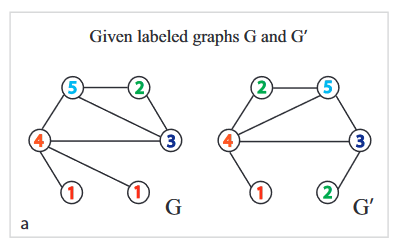 Given labeled graphs G and G′
5 2 2 5
4 3 4 3
1 1 1 2
G G′
a